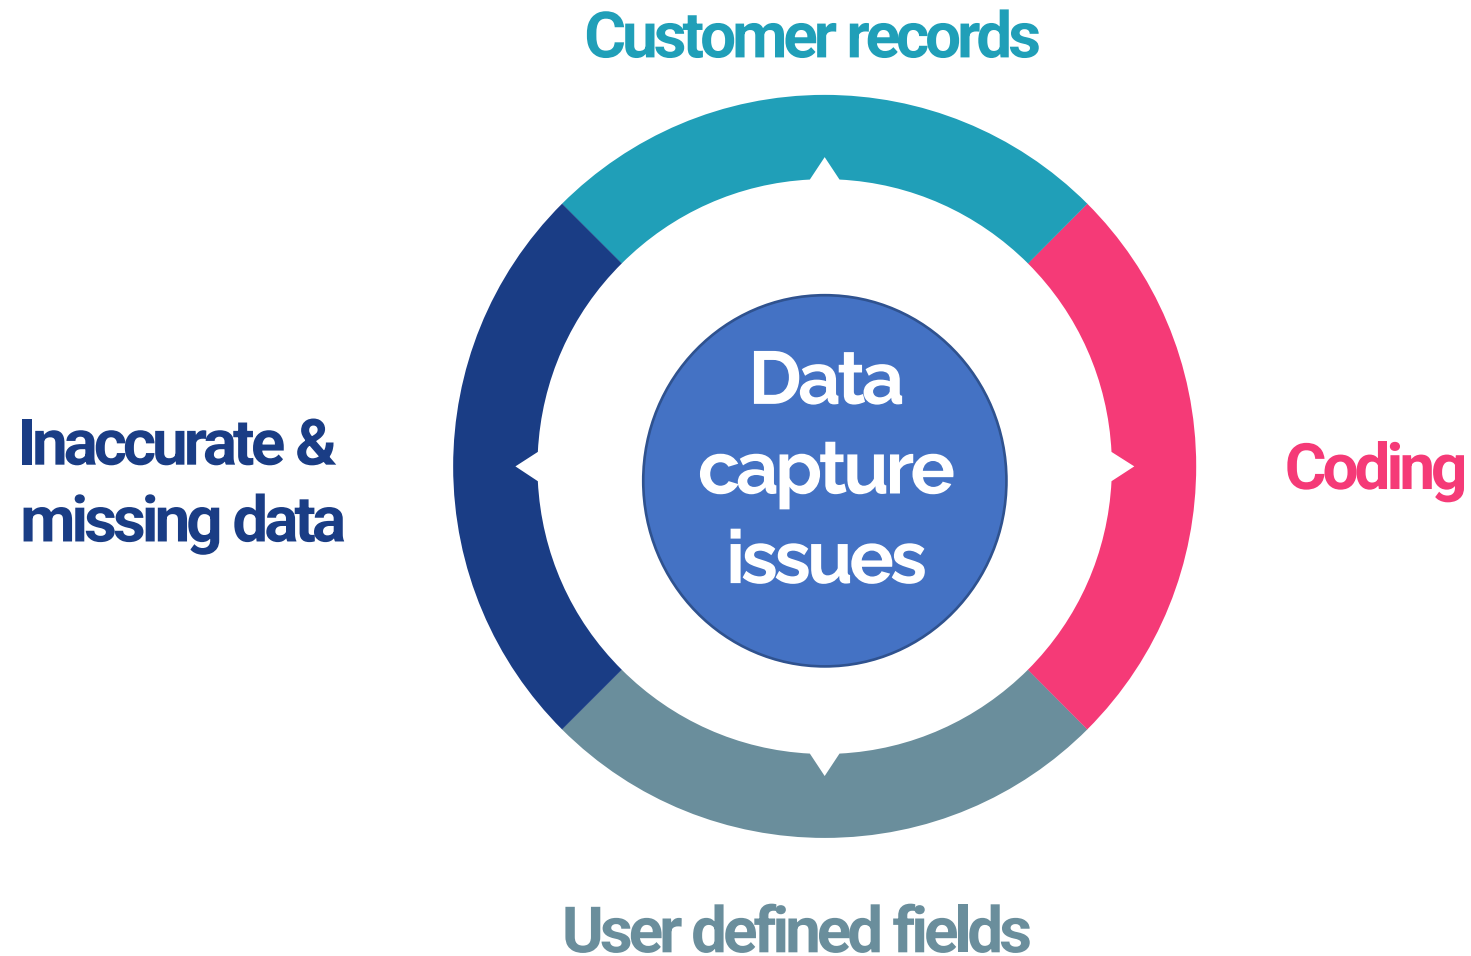 Customer records
Data
capture
issues
Inaccurate &
missing data
Coding
User defined fields